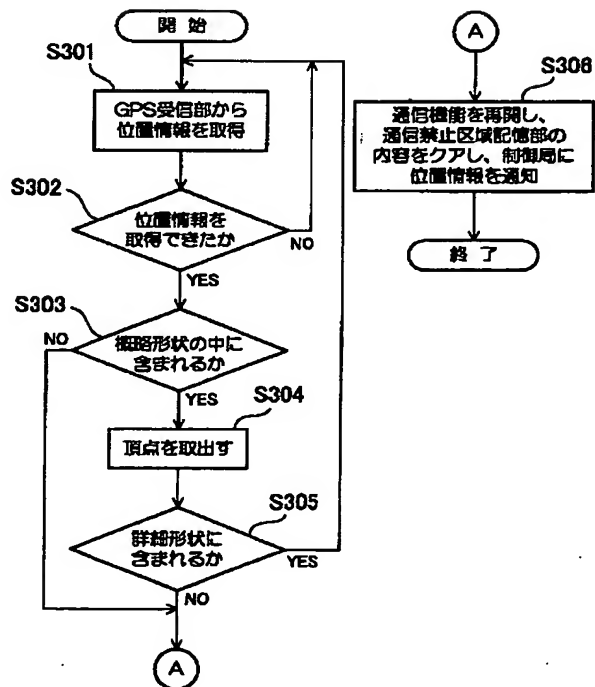 開 始
S301
GPS受信部から
位置情報を取得
S302
位置情報を
取得できたか
NO
YES
S303
NO
概略形状の中に
含まれるか
YES
S304
頂点を取出す
S305
詳細形状に
含まれるか
YES
NO
A
A
S306
通信機能を再開し、
通信禁止区域記憶部の
内容をクアし、制御局に
位置情報を通知
終 了